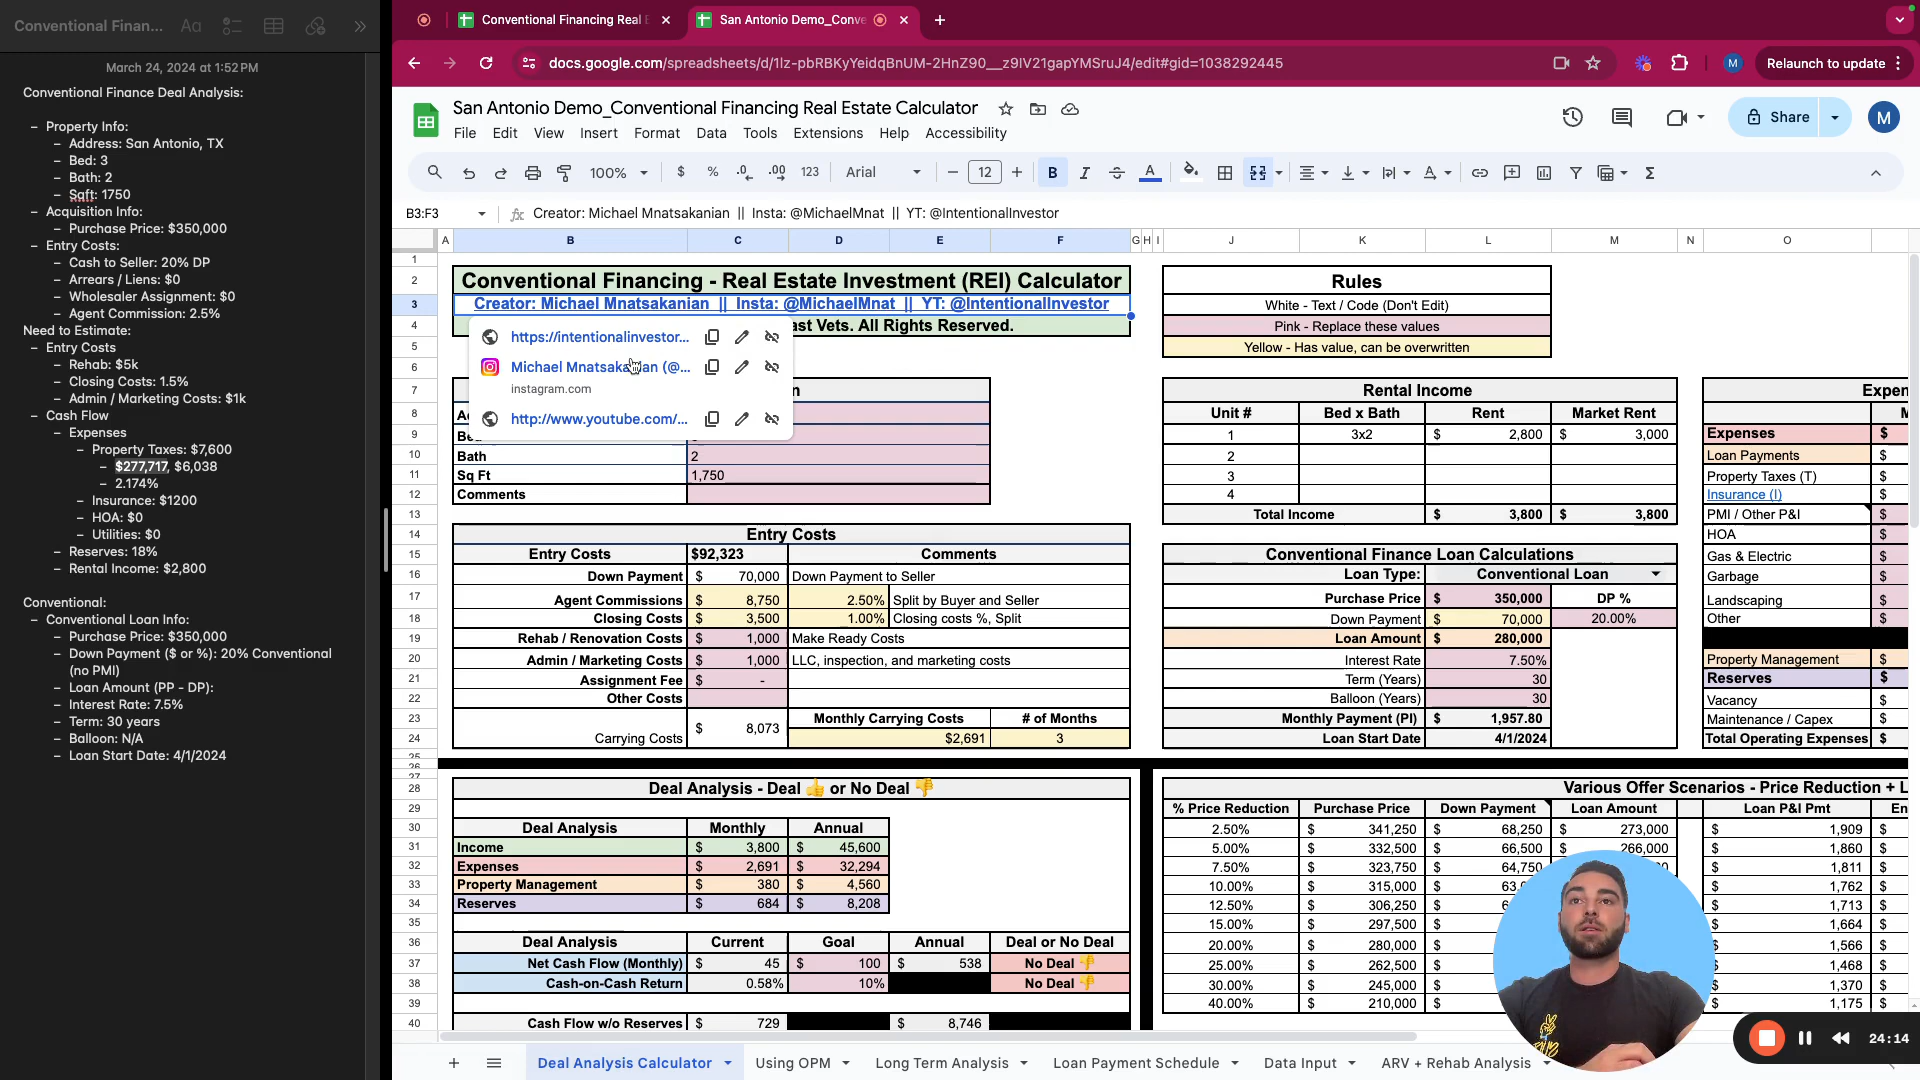 Conventional Finan...
March 24, 2024 at 1:52 PM
Conventional Finance Deal Analysis:
– Property Info:
– Address: San Antonio, TX
– Bed: 3
– Bath: 2
– Sqft: 1750
– Acquisition Info:
– Purchase Price: $350,000
– Entry Costs:
– Cash to Seller: 20% DP
– Arrears / Liens: $0
– Wholesaler Assignment: $0
– Agent Commission: 2.5%
Need to Estimate:
– Entry Costs
– Rehab: $5k
– Closing Costs: 1.5%
– Admin / Marketing Costs: $1k
– Cash Flow
– Expenses
– Property Taxes: $7,600
– $277,717, $6,038
– 2.174%
– Insurance: $1200
– HOA: $0
– Utilities: $0
– Reserves: 18%
– Rental Income: $2,800
Conventional:
– Conventional Loan Info:
– Purchase Price: $350,000
– Down Payment ($ or %): 20% Conventional
(no PMI)
– Loan Amount (PP - DP):
– Interest Rate: 7.5%
– Term: 30 years
– Balloon: N/A
– Loan Start Date: 4/1/2024
Conventional Financing Real E
San Antonio Demo_Conve
docs.google.com/spreadsheets/d/1Iz-pbRBKyYeidqBnUM-2HnZ90__z9IV21gapYMSruJ4/edit#gid=1038292445
M
Relaunch to update
San Antonio Demo_Conventional Financing Real Estate Calculator
File Edit View Insert Format Data Tools Extensions Help Accessibility
Share
M
100% $ % .0 .00 123 Arial 12 B I A
B3:F3 fx Creator: Michael Mnatsakanian || Insta: @MichaelMnat || YT: @IntentionalInvestor
A B C D E F G H I J K L M N O
Conventional Financing - Real Estate Investment (REI) Calculator
Creator: Michael Mnatsakanian || Insta: @MichaelMnat || YT: @IntentionalInvestor
ast Vets. All Rights Reserved.
https://intentionalinvestor...
Michael Mnatsakanian (@...
instagram.com
http://www.youtube.com/...
Rules
White - Text / Code (Don't Edit)
Pink - Replace these values
Yellow - Has value, can be overwritten
Bath 2
Sq Ft 1,750
Comments
Rental Income
Unit # Bed x Bath Rent Market Rent
1 3x2 $ 2,800 $ 3,000
2
3
4
Total Income $ 3,800 $ 3,800
Expen
Expenses $
Loan Payments $
Property Taxes (T) $
Insurance (I) $
PMI / Other P&I $
HOA $
Gas & Electric $
Garbage $
Landscaping $
Other $
Property Management $
Reserves $
Vacancy $
Maintenance / Capex $
Total Operating Expenses $
Entry Costs
Entry Costs $92,323 Comments
Down Payment $ 70,000 Down Payment to Seller
Agent Commissions $ 8,750 2.50% Split by Buyer and Seller
Closing Costs $ 3,500 1.00% Closing costs %, Split
Rehab / Renovation Costs $ 1,000 Make Ready Costs
Admin / Marketing Costs $ 1,000 LLC, inspection, and marketing costs
Assignment Fee $ -
Other Costs
Monthly Carrying Costs # of Months
Carrying Costs $ 8,073 $2,691 3
Conventional Finance Loan Calculations
Loan Type: Conventional Loan
Purchase Price $ 350,000 DP %
Down Payment $ 70,000 20.00%
Loan Amount $ 280,000
Interest Rate 7.50%
Term (Years) 30
Balloon (Years) 30
Monthly Payment (PI) $ 1,957.80
Loan Start Date 4/1/2024
Deal Analysis - Deal 👍 or No Deal 👎
Deal Analysis Monthly Annual
Income $ 3,800 $ 45,600
Expenses $ 2,691 $ 32,294
Property Management $ 380 $ 4,560
Reserves $ 684 $ 8,208
Deal Analysis Current Goal Annual Deal or No Deal
Net Cash Flow (Monthly) $ 45 $ 100 $ 538 No Deal 👎
Cash-on-Cash Return 0.58% 10% No Deal 👎
Cash Flow w/o Reserves $ 729 $ 8,746
Various Offer Scenarios - Price Reduction + L
% Price Reduction Purchase Price Down Payment Loan Amount Loan P&I Pmt En
2.50% $ 341,250 $ 68,250 $ 273,000 $ 1,909 $
5.00% $ 332,500 $ 66,500 $ 266,000 $ 1,860 $
7.50% $ 323,750 $ 64,750 $ 1,811 $
10.00% $ 315,000 $ $ 1,762 $
12.50% $ 306,250 $ $ 1,713 $
15.00% $ 297,500 $ $ 1,664 $
20.00% $ 280,000 $ $ 1,566 $
25.00% $ 262,500 $ $ 1,468 $
30.00% $ 245,000 $ $ 1,370 $
40.00% $ 210,000 $ 1,175 $
24:14
Deal Analysis Calculator Using OPM Long Term Analysis Loan Payment Schedule Data Input ARV + Rehab Analysis